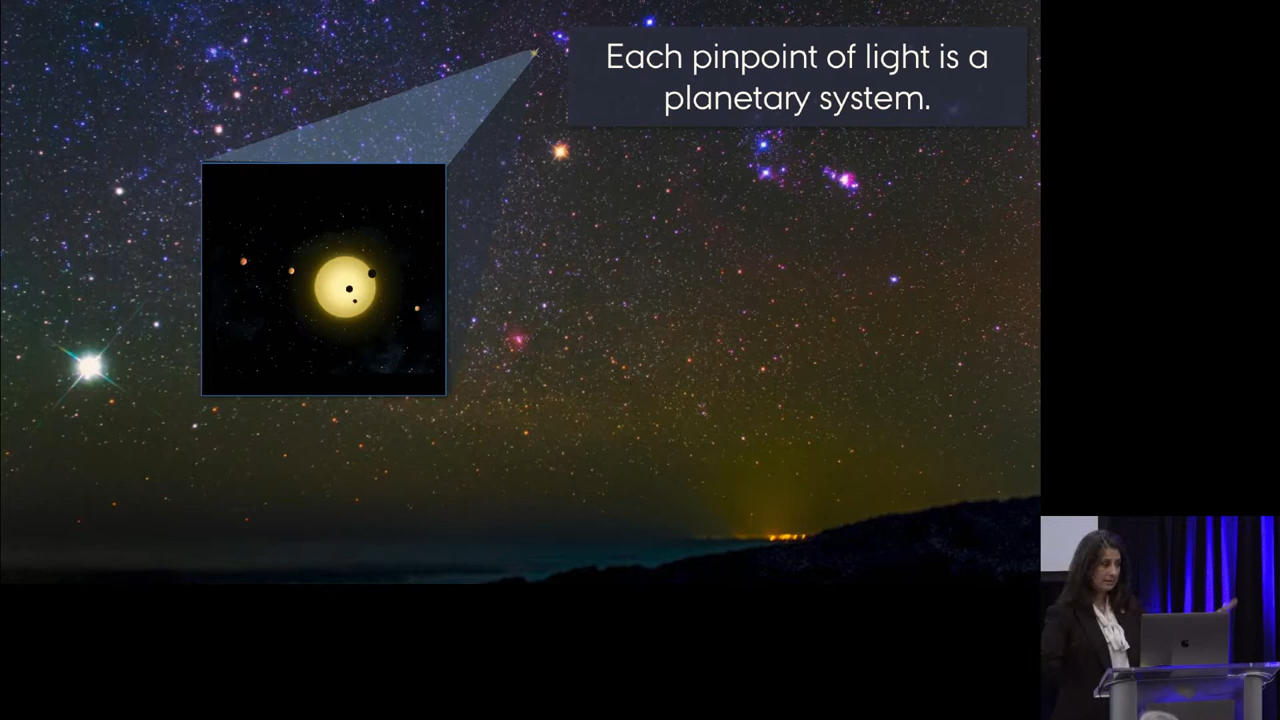 Each pinpoint of light is a
planetary system.